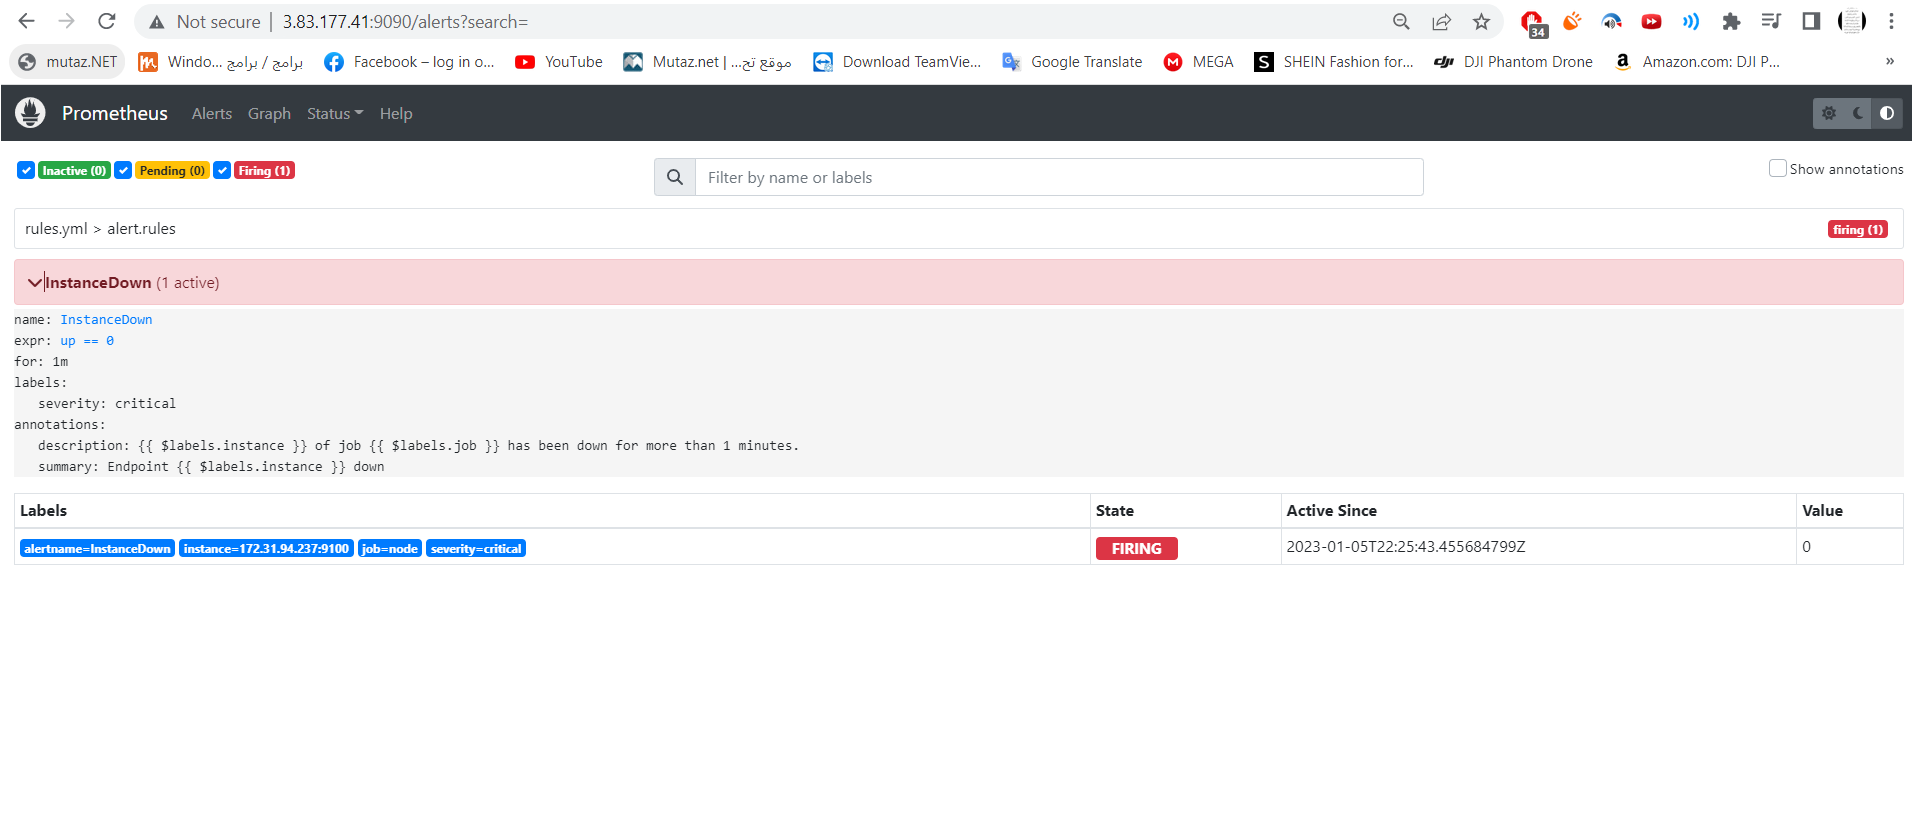 Not secure | 3.83.177.41:9090/alerts?search=
34
mutaz.NET Windo... برامج / برامج Facebook – log in o... YouTube Mutaz.net | موقع تح... Download TeamVie... Google Translate MEGA SHEIN Fashion for... DJI Phantom Drone Amazon.com: DJI P... »
Prometheus Alerts Graph Status Help
Inactive (0) Pending (0) Firing (1) Filter by name or labels Show annotations
rules.yml > alert.rules firing (1)
InstanceDown (1 active)
name: InstanceDown
expr: up == 0
for: 1m
labels:
severity: critical
annotations:
description: {{ $labels.instance }} of job {{ $labels.job }} has been down for more than 1 minutes.
summary: Endpoint {{ $labels.instance }} down
Labels State Active Since Value
alertname=InstanceDown instance=172.31.94.237:9100 job=node severity=critical FIRING 2023-01-05T22:25:43.455684799Z 0